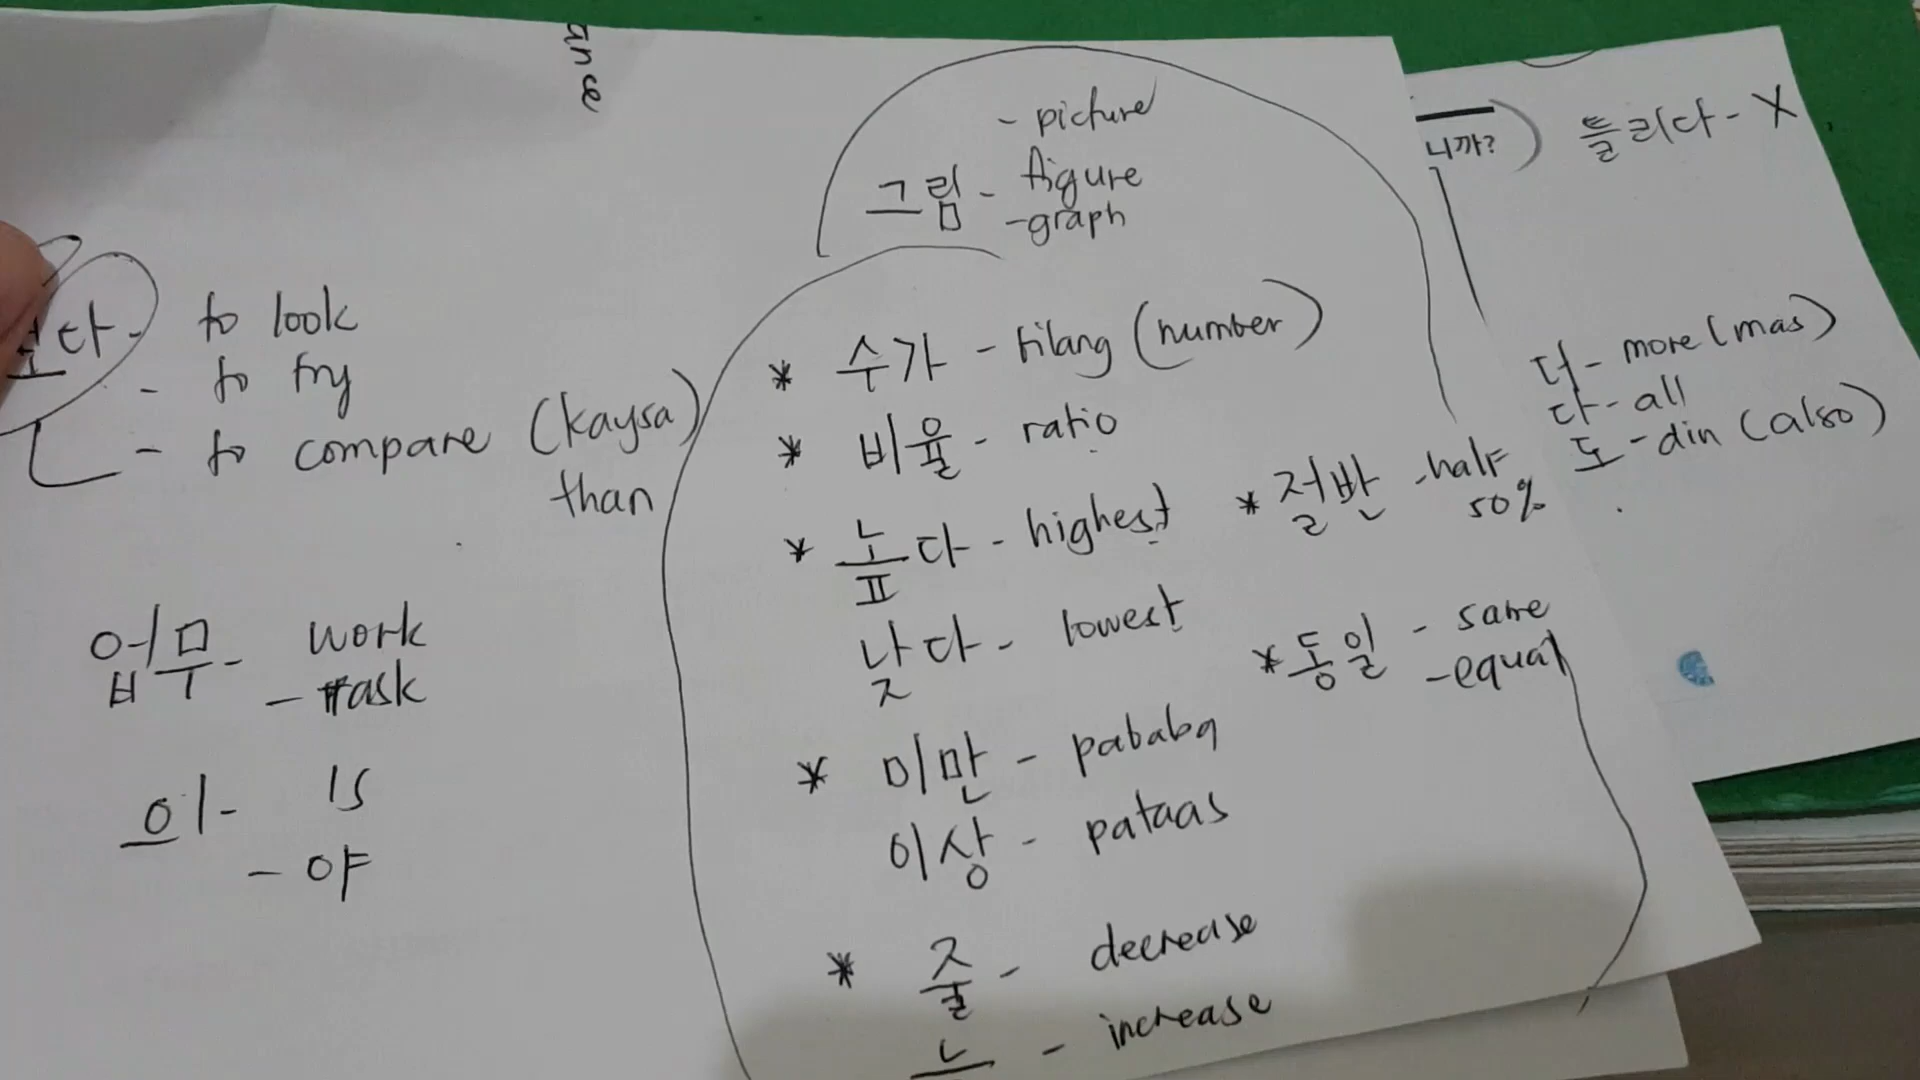 ance
- picture
그림 - figure
- graph
보다 - to look
- to try
- to compare (kaysa)
than
업무 - work
- task
이 - is
- 야
* 수가 - bilang (number)
* 비율 - ratio
* 높다 - highest
낮다 - lowest
* 미만 - pababa
이상 - pataas
* 줄 - decrease
- increase
* 절반 - half
50%
* 동일 - same
- equal
니까?
틀리다 - X
더 - more (mas)
다 - all
도 - din (also)